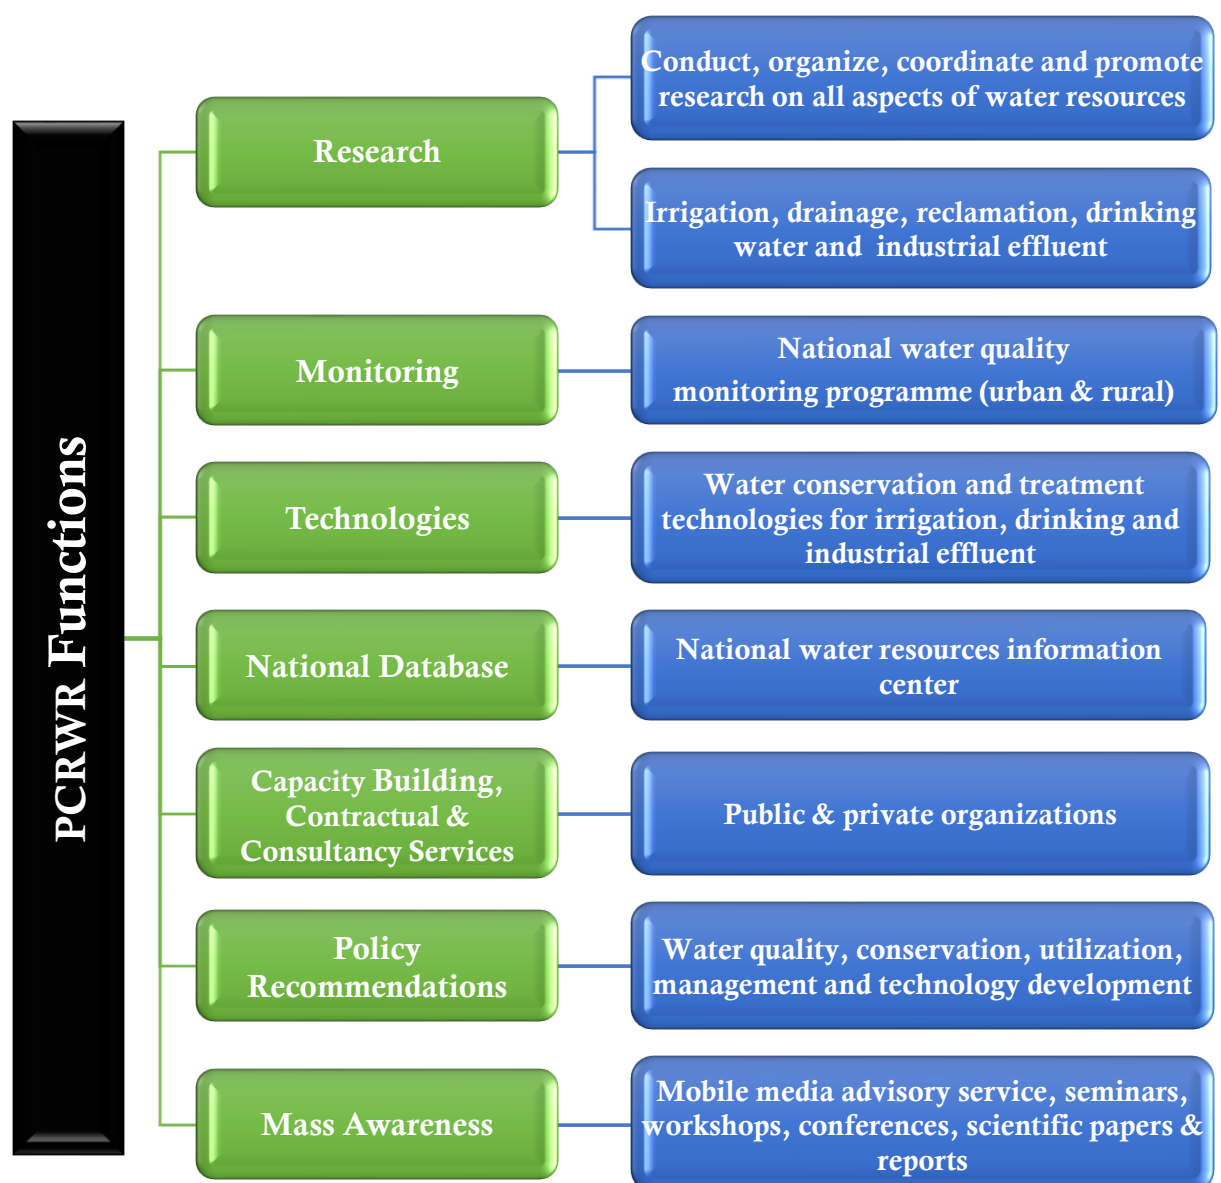 PCRWR Functions
Research
Conduct, organize, coordinate and promote
research on all aspects of water resources
Irrigation, drainage, reclamation, drinking
water and  industrial effluent
Monitoring
National water quality
monitoring programme (urban & rural)
Technologies
Water conservation and treatment
technologies for irrigation, drinking and
industrial effluent
National Database
National water resources information
center
Capacity Building,
Contractual &
Consultancy Services
Public & private organizations
Policy
Recommendations
Water quality, conservation, utilization,
management and technology development
Mass Awareness
Mobile media advisory service, seminars,
workshops, conferences, scientific papers &
reports